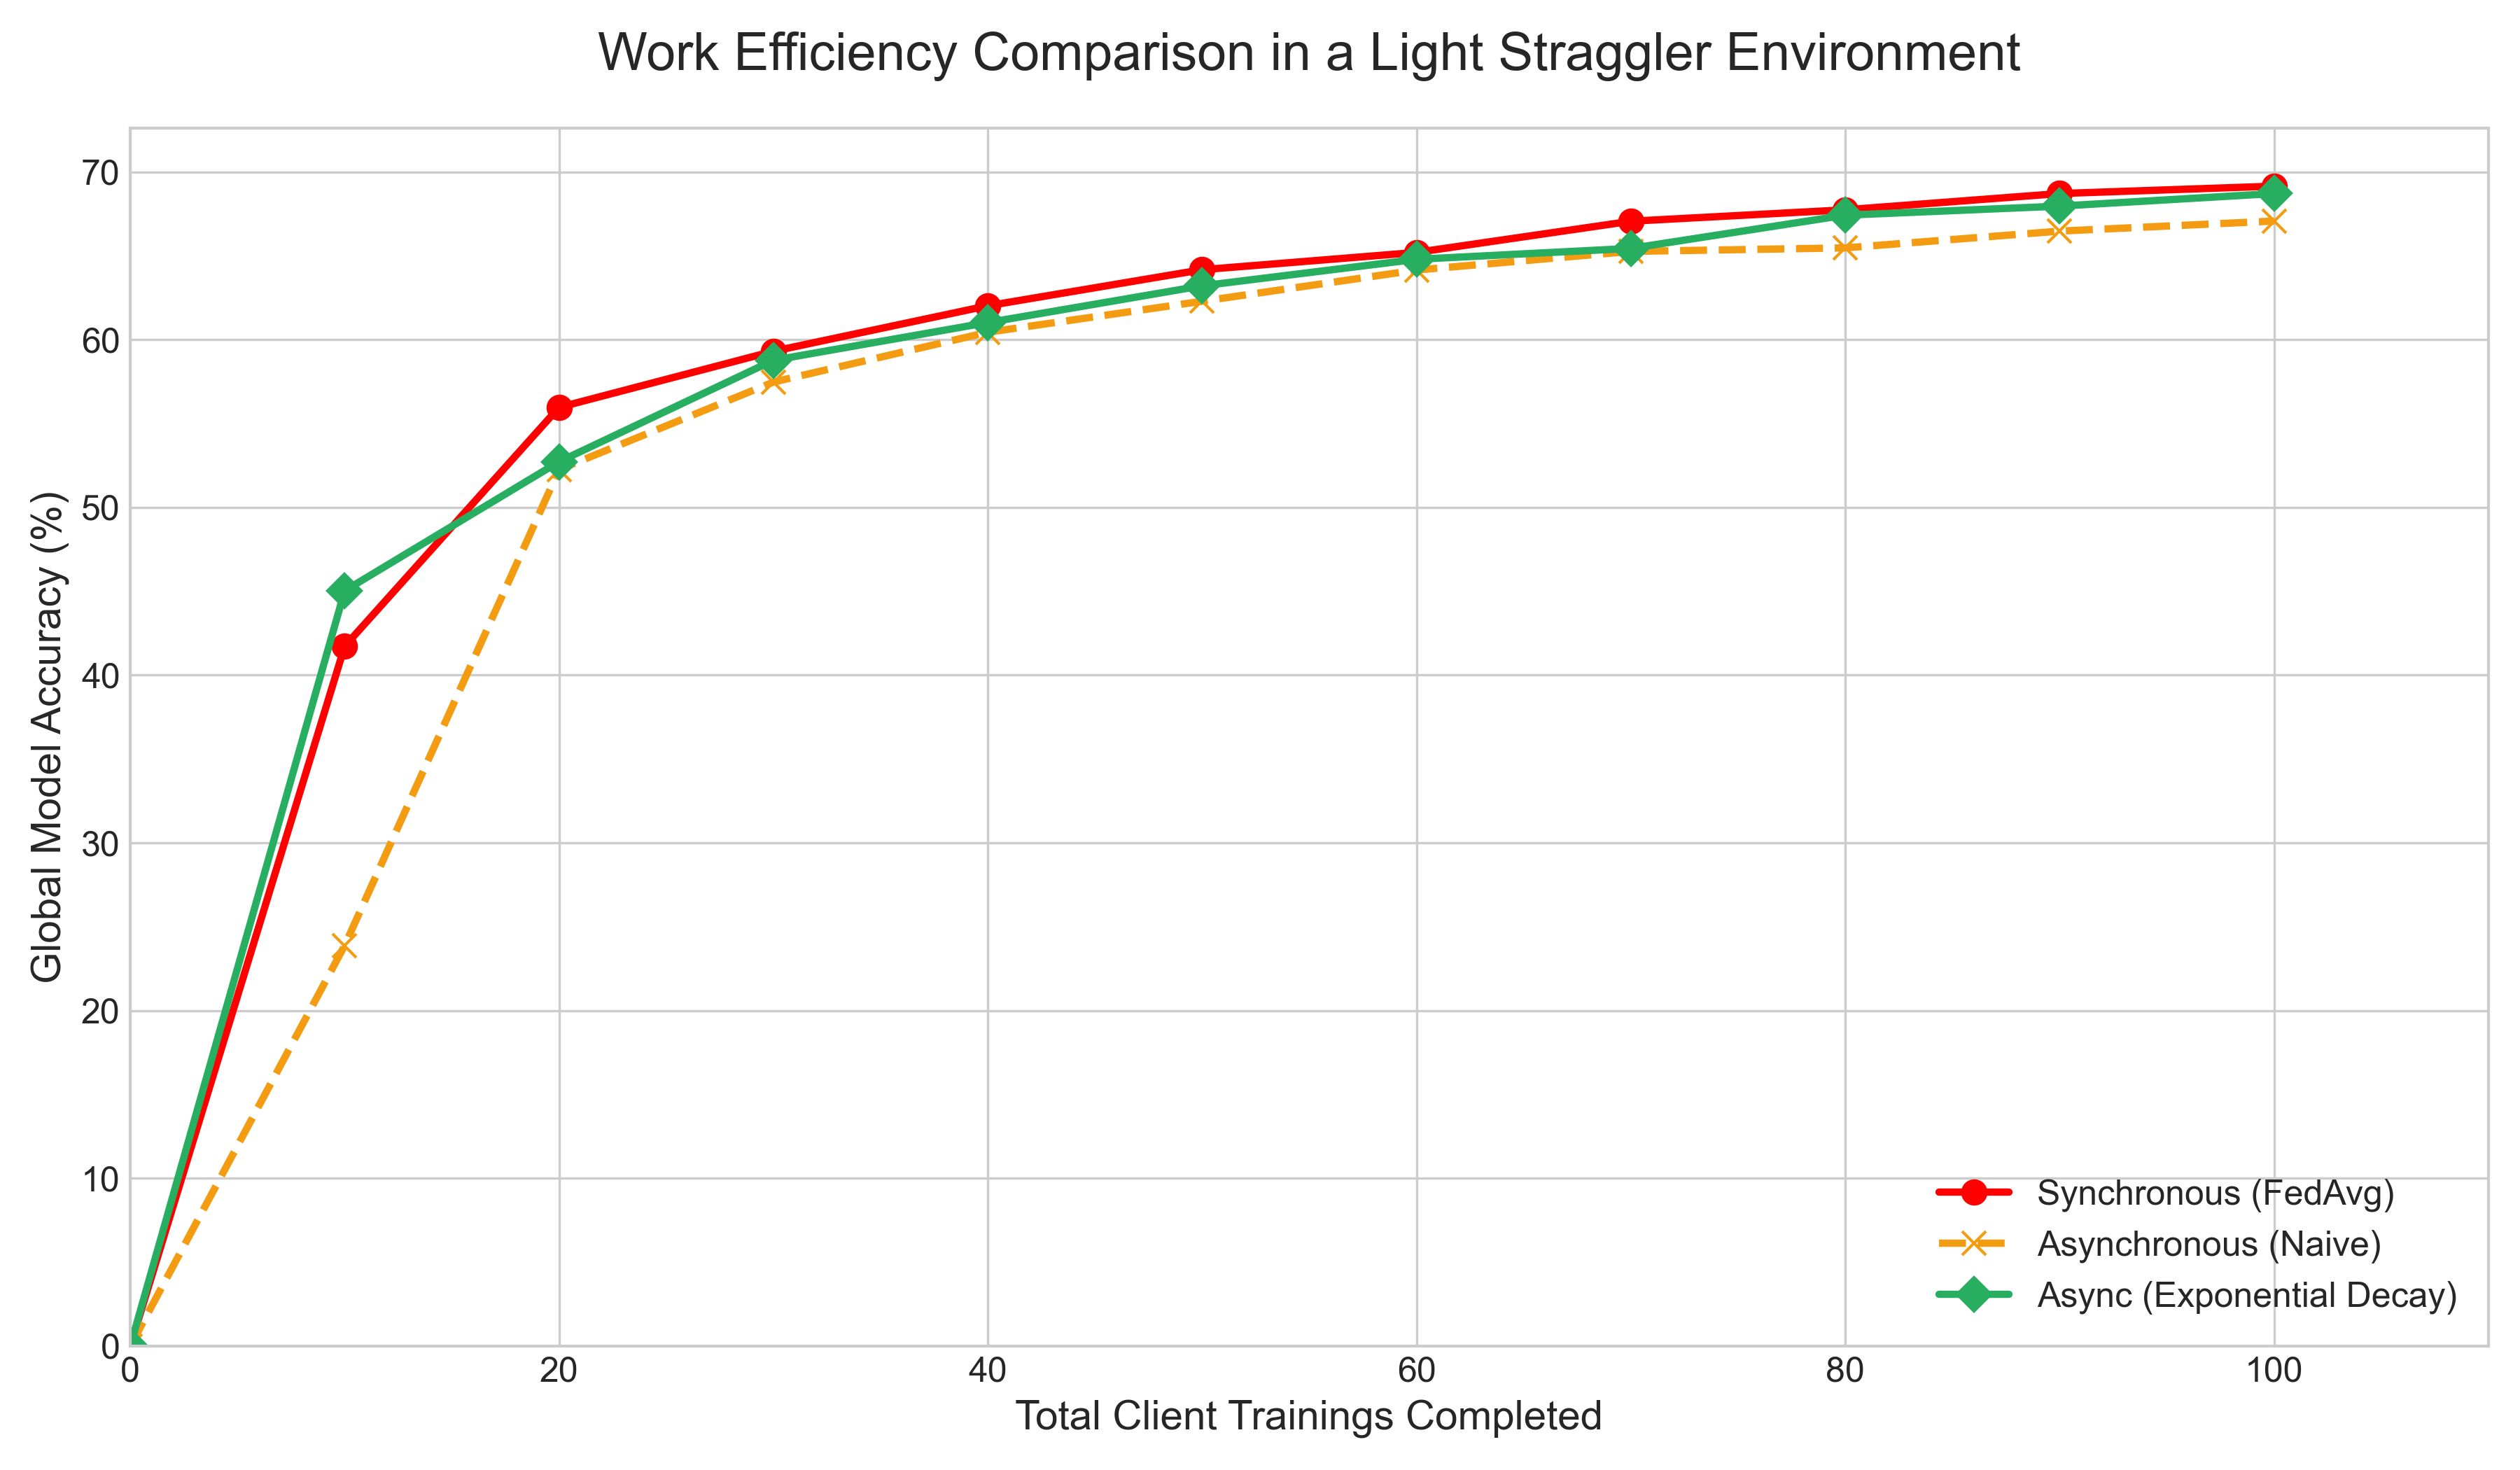 Work Efficiency Comparison in a Light Straggler Environment
Global Model Accuracy (%)
70
60
50
40
30
20
10
0
0 20 40 60 80 100
Total Client Trainings Completed
Synchronous (FedAvg)
Asynchronous (Naive)
Async (Exponential Decay)